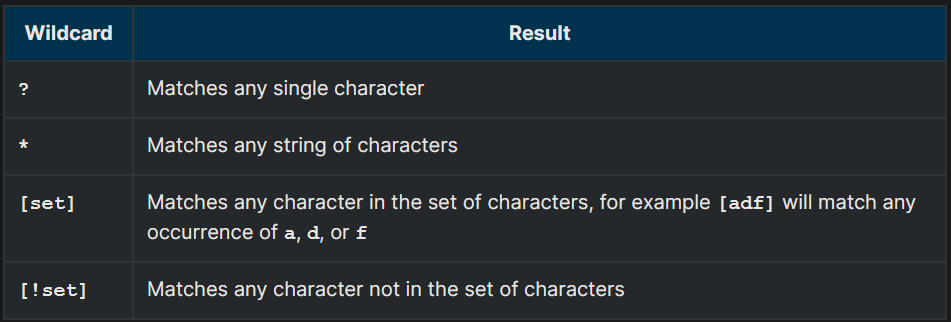 Wildcard Result
? Matches any single character
* Matches any string of characters
[set] Matches any character in the set of characters, for example [adf] will match any
occurrence of a, d, or f
[!set] Matches any character not in the set of characters